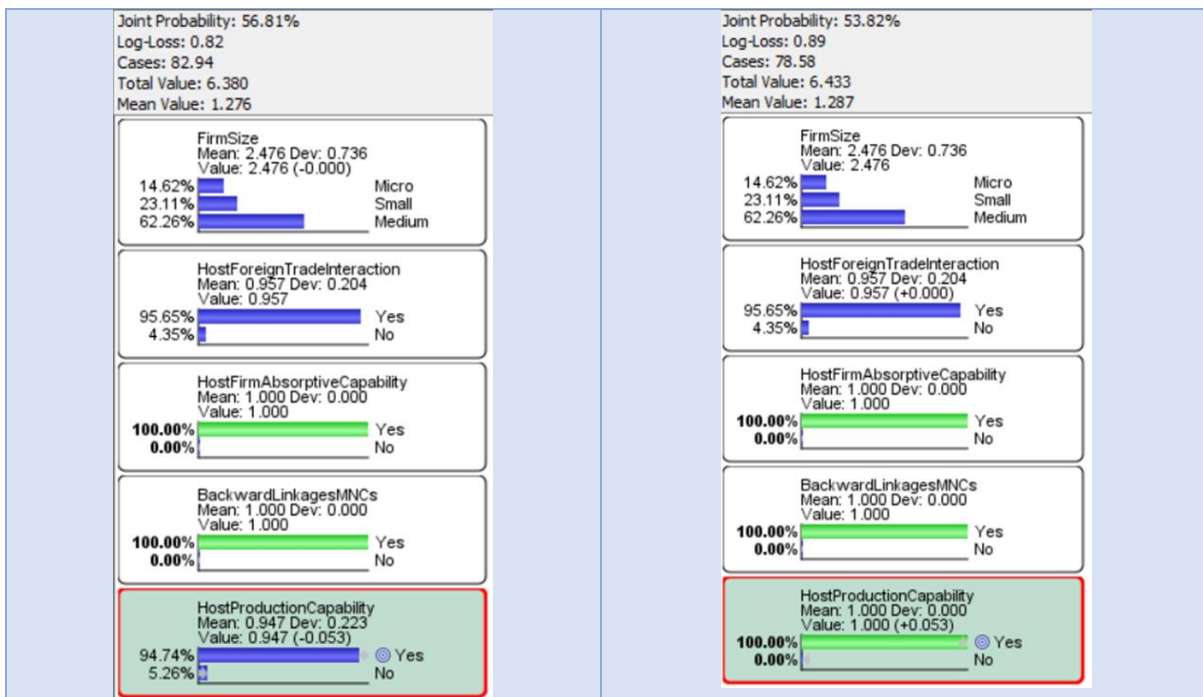 Joint Probability: 56.81%
Log-Loss: 0.82
Cases: 82.94
Total Value: 6.380
Mean Value: 1.276
FirmSize
Mean: 2.476 Dev: 0.736
Value: 2.476 (-0.000)
14.62% Micro
23.11% Small
62.26% Medium
HostForeignTradeInteraction
Mean: 0.957 Dev: 0.204
Value: 0.957
95.65% Yes
4.35% No
HostFirmAbsorptiveCapability
Mean: 1.000 Dev: 0.000
Value: 1.000
100.00% Yes
0.00% No
BackwardLinkagesMNCs
Mean: 1.000 Dev: 0.000
Value: 1.000
100.00% Yes
0.00% No
HostProductionCapability
Mean: 0.947 Dev: 0.223
Value: 0.947 (-0.053)
94.74% Yes
5.26% No
Joint Probability: 53.82%
Log-Loss: 0.89
Cases: 78.58
Total Value: 6.433
Mean Value: 1.287
FirmSize
Mean: 2.476 Dev: 0.736
Value: 2.476
14.62% Micro
23.11% Small
62.26% Medium
HostForeignTradeInteraction
Mean: 0.957 Dev: 0.204
Value: 0.957 (+0.000)
95.65% Yes
4.35% No
HostFirmAbsorptiveCapability
Mean: 1.000 Dev: 0.000
Value: 1.000
100.00% Yes
0.00% No
BackwardLinkagesMNCs
Mean: 1.000 Dev: 0.000
Value: 1.000
100.00% Yes
0.00% No
HostProductionCapability
Mean: 1.000 Dev: 0.000
Value: 1.000 (+0.053)
100.00% Yes
0.00% No